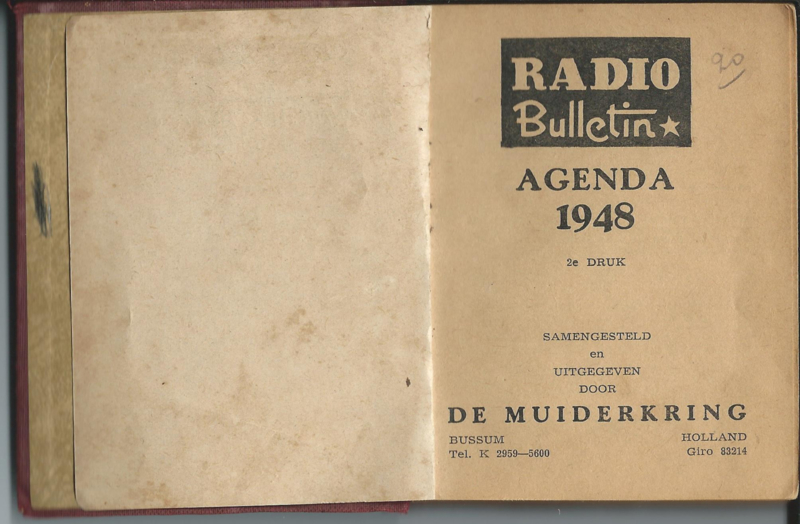 RADIO
Bulletin
20
AGENDA
1948
2e DRUK
SAMENGESTELD
en
UITGEGEVEN
DOOR
DE MUIDERKRING
BUSSUM HOLLAND
Tel. K 2959—5600 Giro 83214